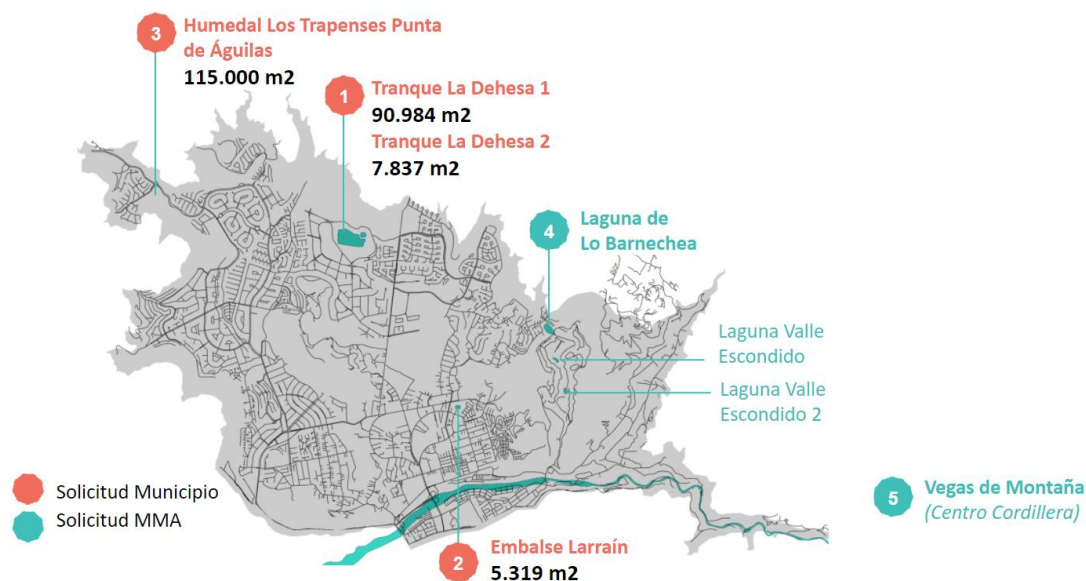 3
Humedal Los Trapenses Punta
de Águilas
115.000 m2
1
Tranque La Dehesa 1
90.984 m2
Tranque La Dehesa 2
7.837 m2
4
Laguna de
Lo Barnechea
Laguna Valle
Escondido
Laguna Valle
Escondido 2
Solicitud Municipio
Solicitud MMA
5
Vegas de Montaña
(Centro Cordillera)
2
Embalse Larraín
5.319 m2